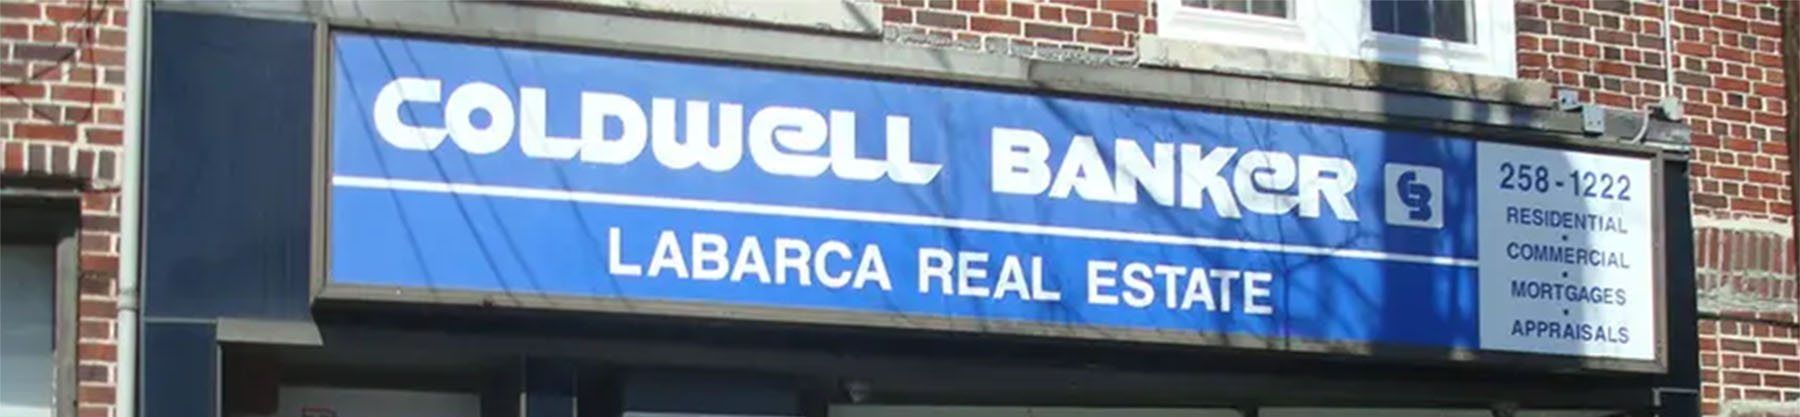 COLDWELL BANKER CB
LABARCA REAL ESTATE
258-1222
RESIDENTIAL
•
COMMERCIAL
•
MORTGAGES
•
APPRAISALS